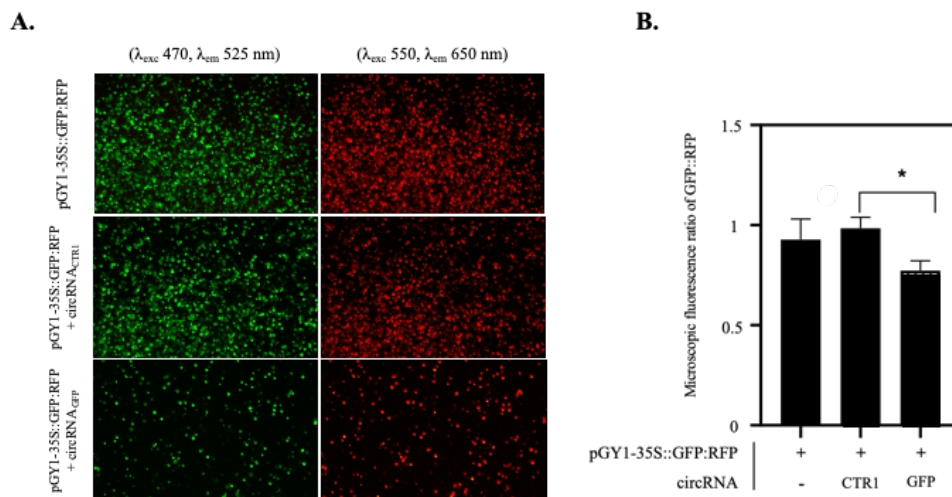 A.
B.
(λexc 470, λem 525 nm)
(λexc 550, λem 650 nm)
pGY1-35S::GFP:RFP
pGY1-35S::GFP:RFP
+ circRNACTR1
pGY1-35S::GFP:RFP
+ circRNAGFP
Microscopic fluorescence ratio of GFP::RFP
1.5
1
0.5
0
*
pGY1-35S::GFP:RFP + + +
circRNA - CTR1 GFP